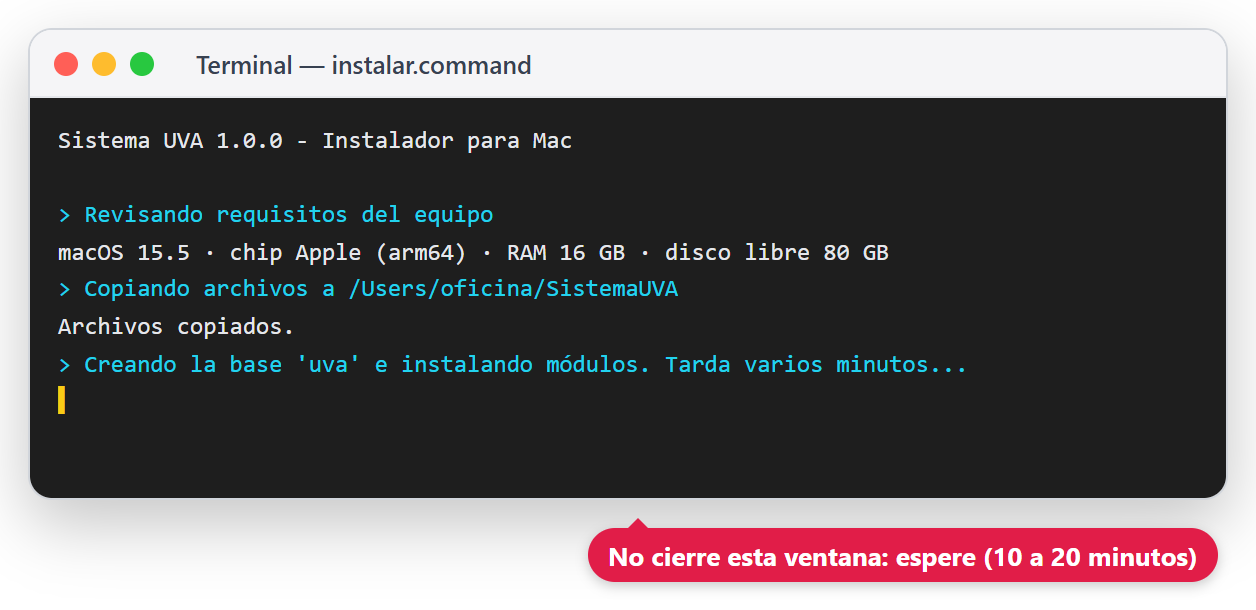 Terminal — instalar.command
Sistema UVA 1.0.0 - Instalador para Mac
> Revisando requisitos del equipo
macOS 15.5 · chip Apple (arm64) · RAM 16 GB · disco libre 80 GB
> Copiando archivos a /Users/oficina/SistemaUVA
Archivos copiados.
> Creando la base 'uva' e instalando módulos. Tarda varios minutos...
No cierre esta ventana: espere (10 a 20 minutos)